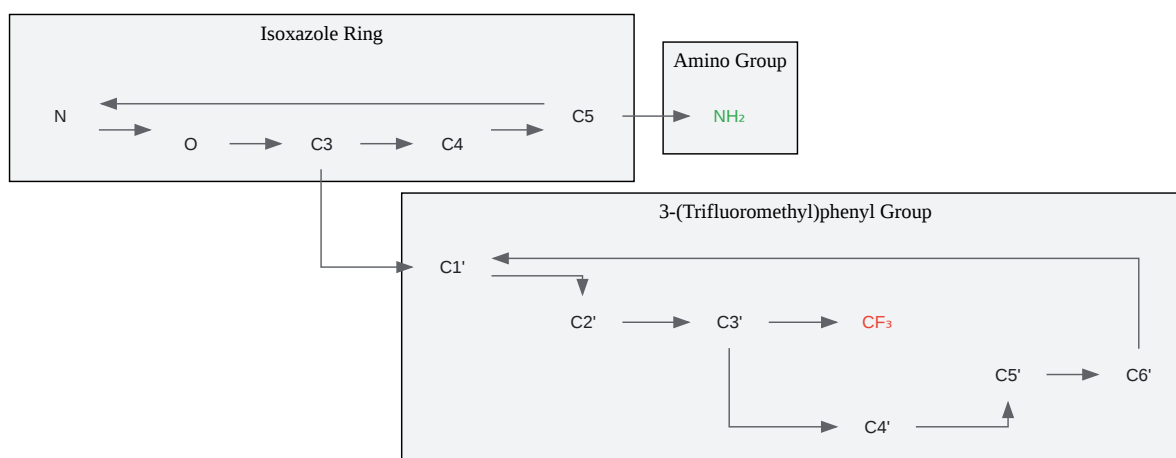 Isoxazole Ring
Amino Group
N
C5
NH₂
O
C3
C4
3-(Trifluoromethyl)phenyl Group
C1'
C2'
C3'
CF₃
C5'
C6'
C4'